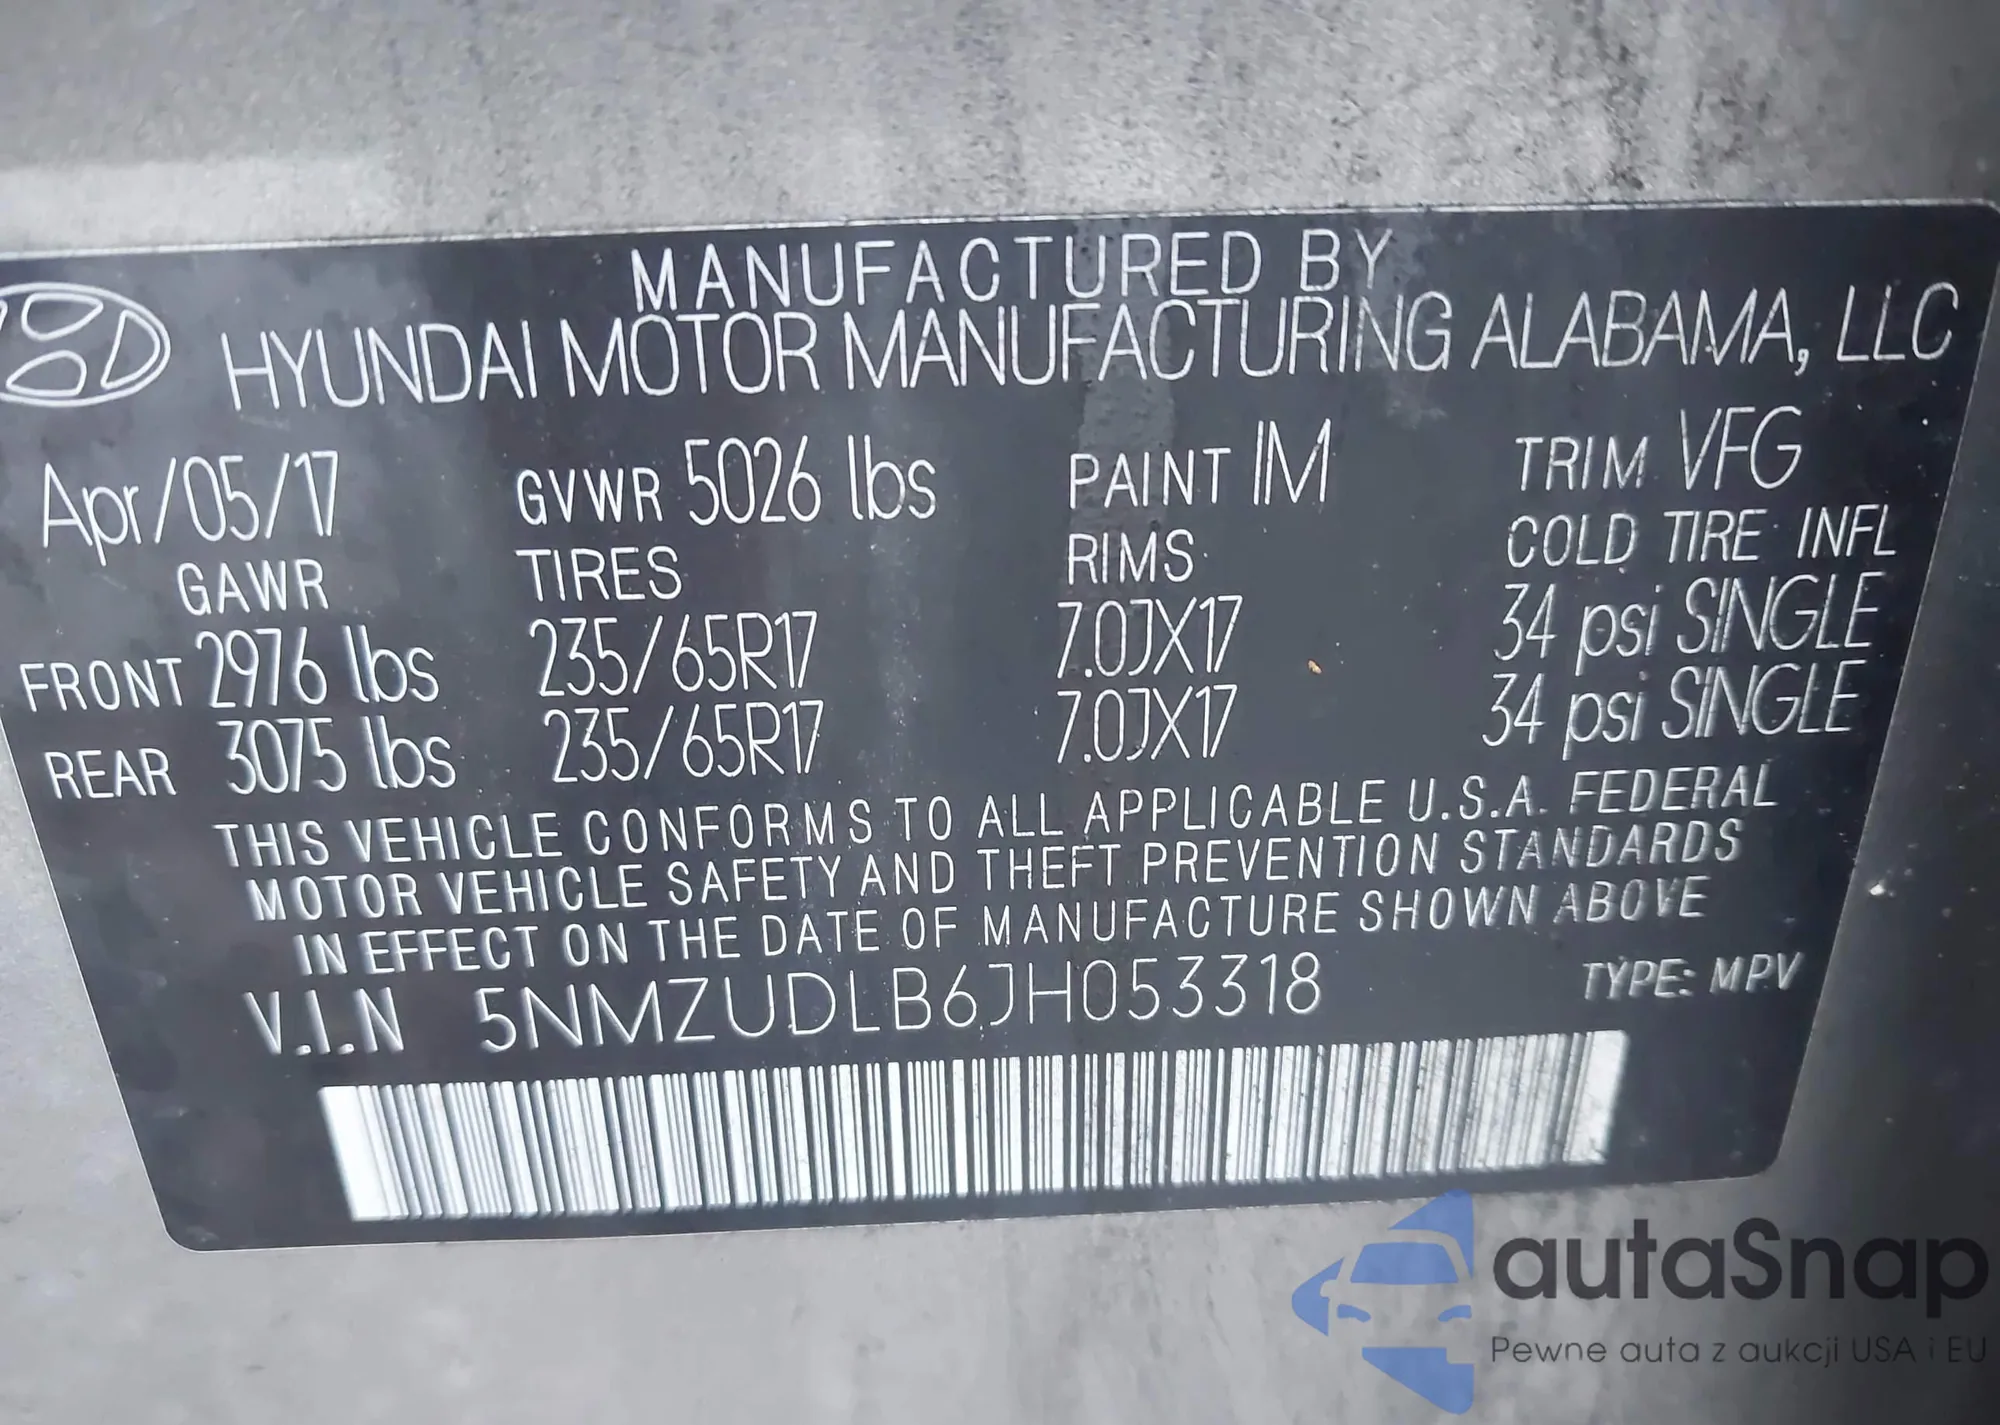 MANUFACTURED BY
HYUNDAI MOTOR MANUFACTURING ALABAMA, LLC
Apr/05/17 GVWR 5026 lbs PAINT IM TRIM VFG
GAWR TIRES RIMS COLD TIRE INFL
FRONT 2976 lbs 235/65R17 7.0JX17 34 psi SINGLE
REAR 3075 lbs 235/65R17 7.0JX17 34 psi SINGLE
THIS VEHICLE CONFORMS TO ALL APPLICABLE U.S.A. FEDERAL
MOTOR VEHICLE SAFETY AND THEFT PREVENTION STANDARDS
IN EFFECT ON THE DATE OF MANUFACTURE SHOWN ABOVE
V.I.N 5NMZUDLB6JH053318 TYPE: MPV
autaSnap
Pewne auta z aukcji USA i EU